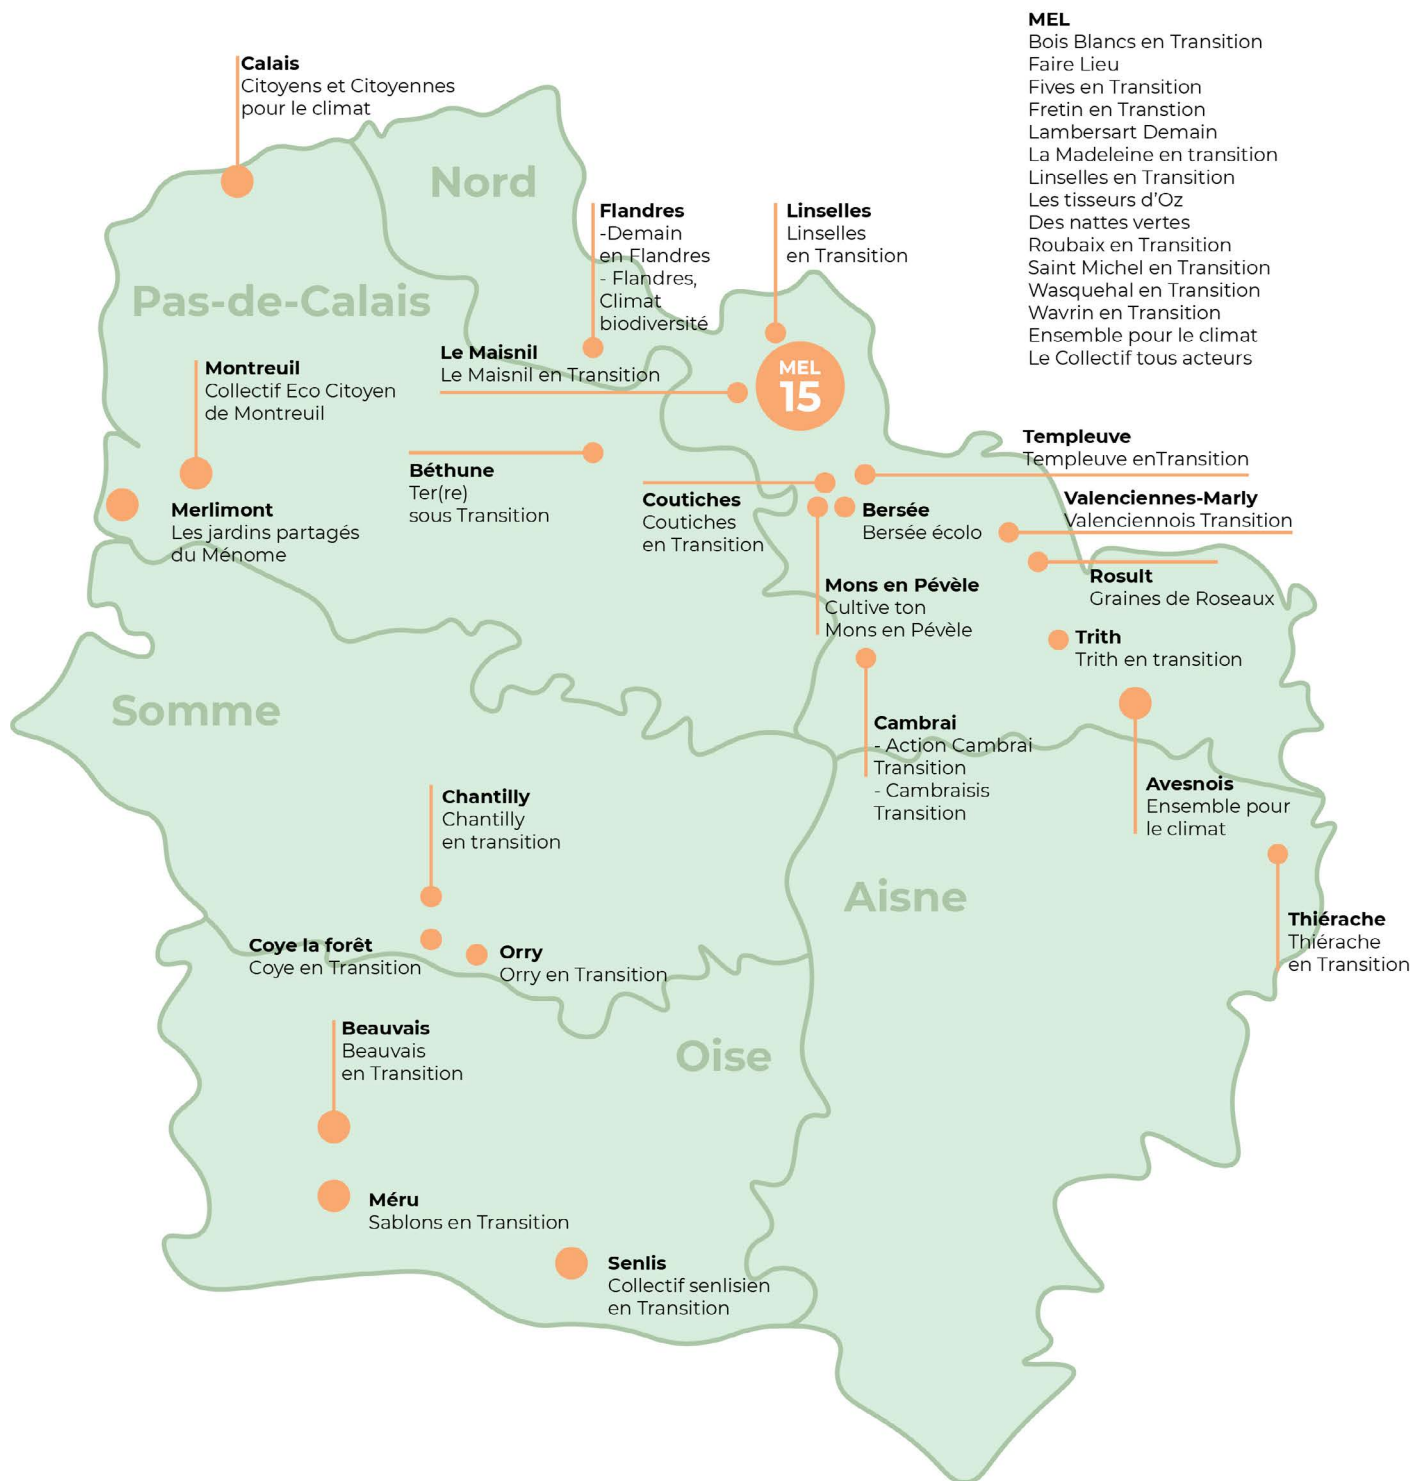 MEL
Bois Blancs en Transition
Faire Lieu
Fives en Transition
Fretin en Transtion
Lambersart Demain
La Madeleine en transition
Linselles en Transition
Les tisseurs d'Oz
Des nattes vertes
Roubaix en Transition
Saint Michel en Transition
Wasquehal en Transition
Wavrin en Transition
Ensemble pour le climat
Le Collectif tous acteurs
Calais
Citoyens et Citoyennes
pour le climat
Nord
Flandres
-Demain
en Flandres
- Flandres,
Climat
biodiversité
Linselles
Linselles
en Transition
Pas-de-Calais
Le Maisnil
Le Maisnil en Transition
MEL
15
Montreuil
Collectif Eco Citoyen
de Montreuil
Templeuve
Templeuve enTransition
Béthune
Ter(re)
sous Transition
Coutiches
Coutiches
en Transition
Bersée
Bersée écolo
Valenciennes-Marly
Valenciennois Transition
Merlimont
Les jardins partagés
du Ménome
Mons en Pévèle
Cultive ton
Mons en Pévèle
Rosult
Graines de Roseaux
Trith
Trith en transition
Somme
Cambrai
- Action Cambrai
Transition
- Cambraisis
Transition
Avesnois
Ensemble pour
le climat
Chantilly
Chantilly
en transition
Aisne
Thiérache
Thiérache
en Transition
Coye la forêt
Coye en Transition
Orry
Orry en Transition
Beauvais
Beauvais
en Transition
Oise
Méru
Sablons en Transition
Senlis
Collectif senlisien
en Transition